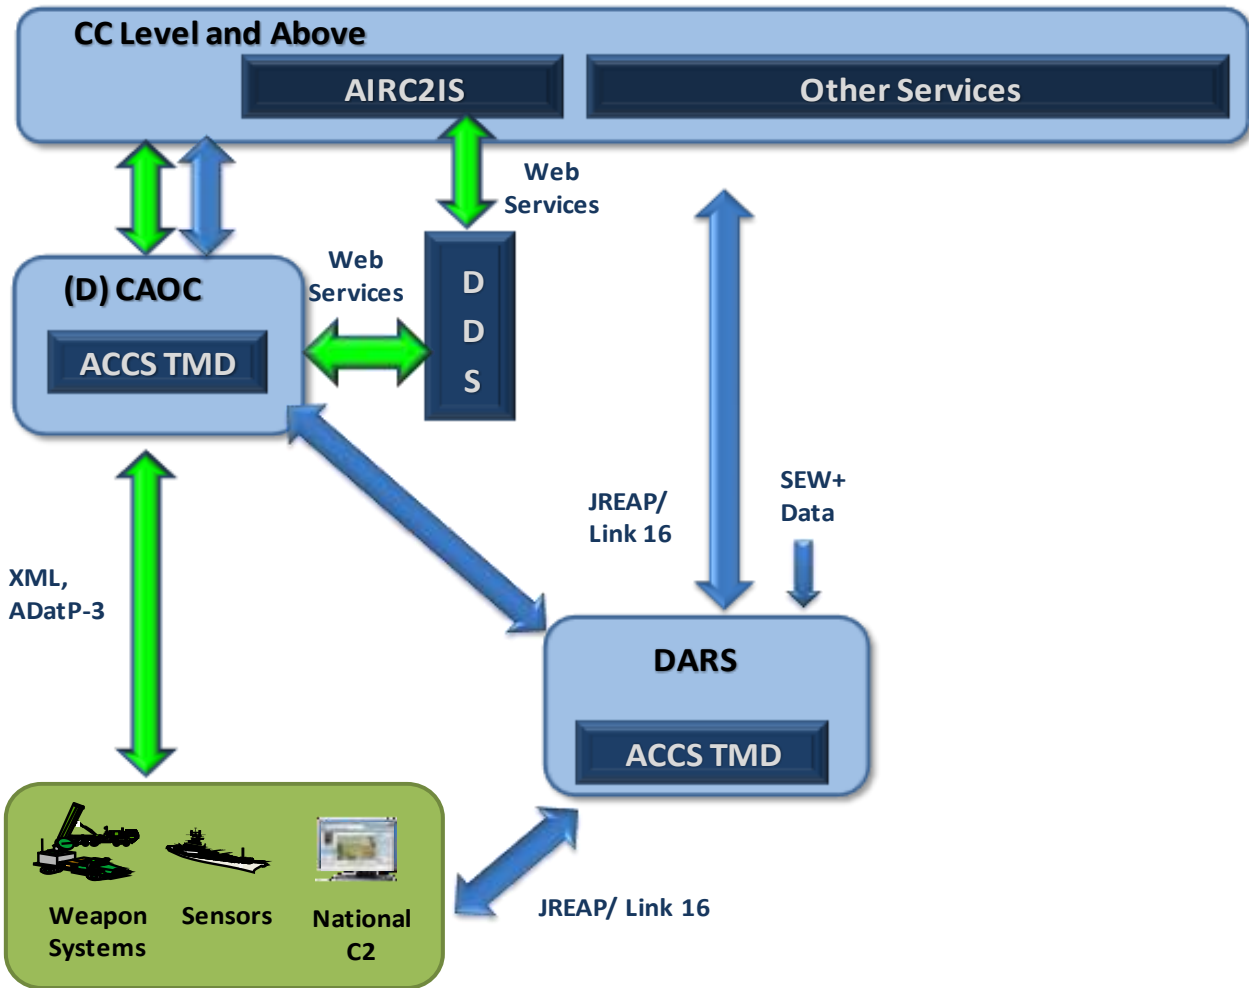 CC Level and Above
AIRC2IS
Other Services
Web
Services
(D) CAOC
ACCS TMD
Web
Services
D
D
S
JREAP/
Link 16
SEW+
Data
XML,
ADatP-3
DARS
ACCS TMD
Weapon
Systems
Sensors
National
C2
JREAP/ Link 16